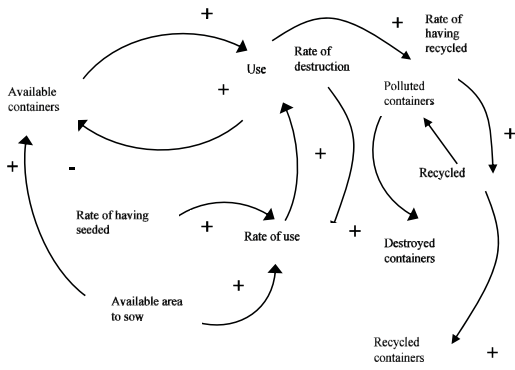 +
Rate of
having
recycled
+
Rate of
destruction
Use
Available
containers
+
Polluted
containers
+
+
+
-
Recycled
Rate of having
seeded
+
Rate of use
+
Destroyed
containers
Available area
to sow
+
Recycled
containers
+